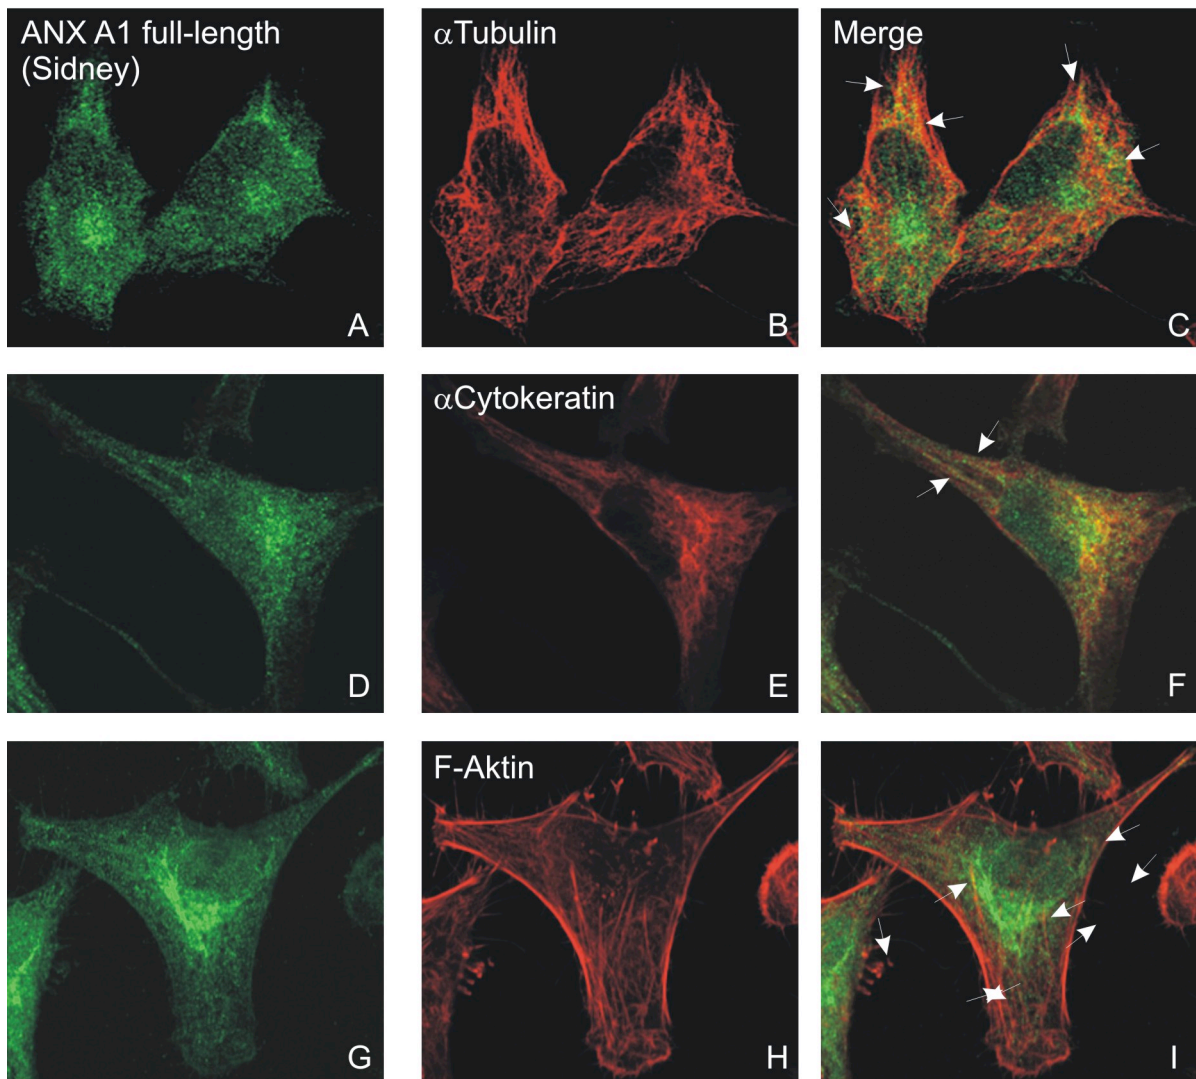 ANX A1 full-length
(Sidney)
αTubulin
Merge
A
B
C
αCytokeratin
D
E
F
F-Aktin
G
H
I